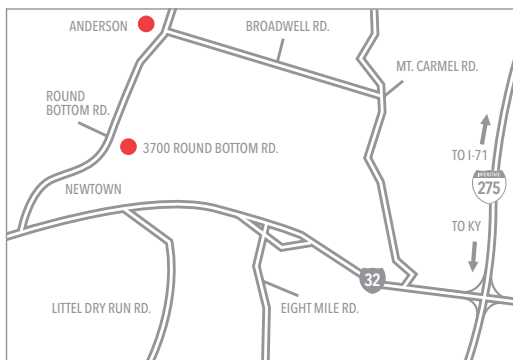 ANDERSON
BROADWELL RD.
MT. CARMEL RD.
ROUND
BOTTOM RD.
3700 ROUND BOTTOM RD.
TO I-71
INTERSTATE
275
NEWTOWN
TO KY
32
LITTEL DRY RUN RD.
EIGHT MILE RD.